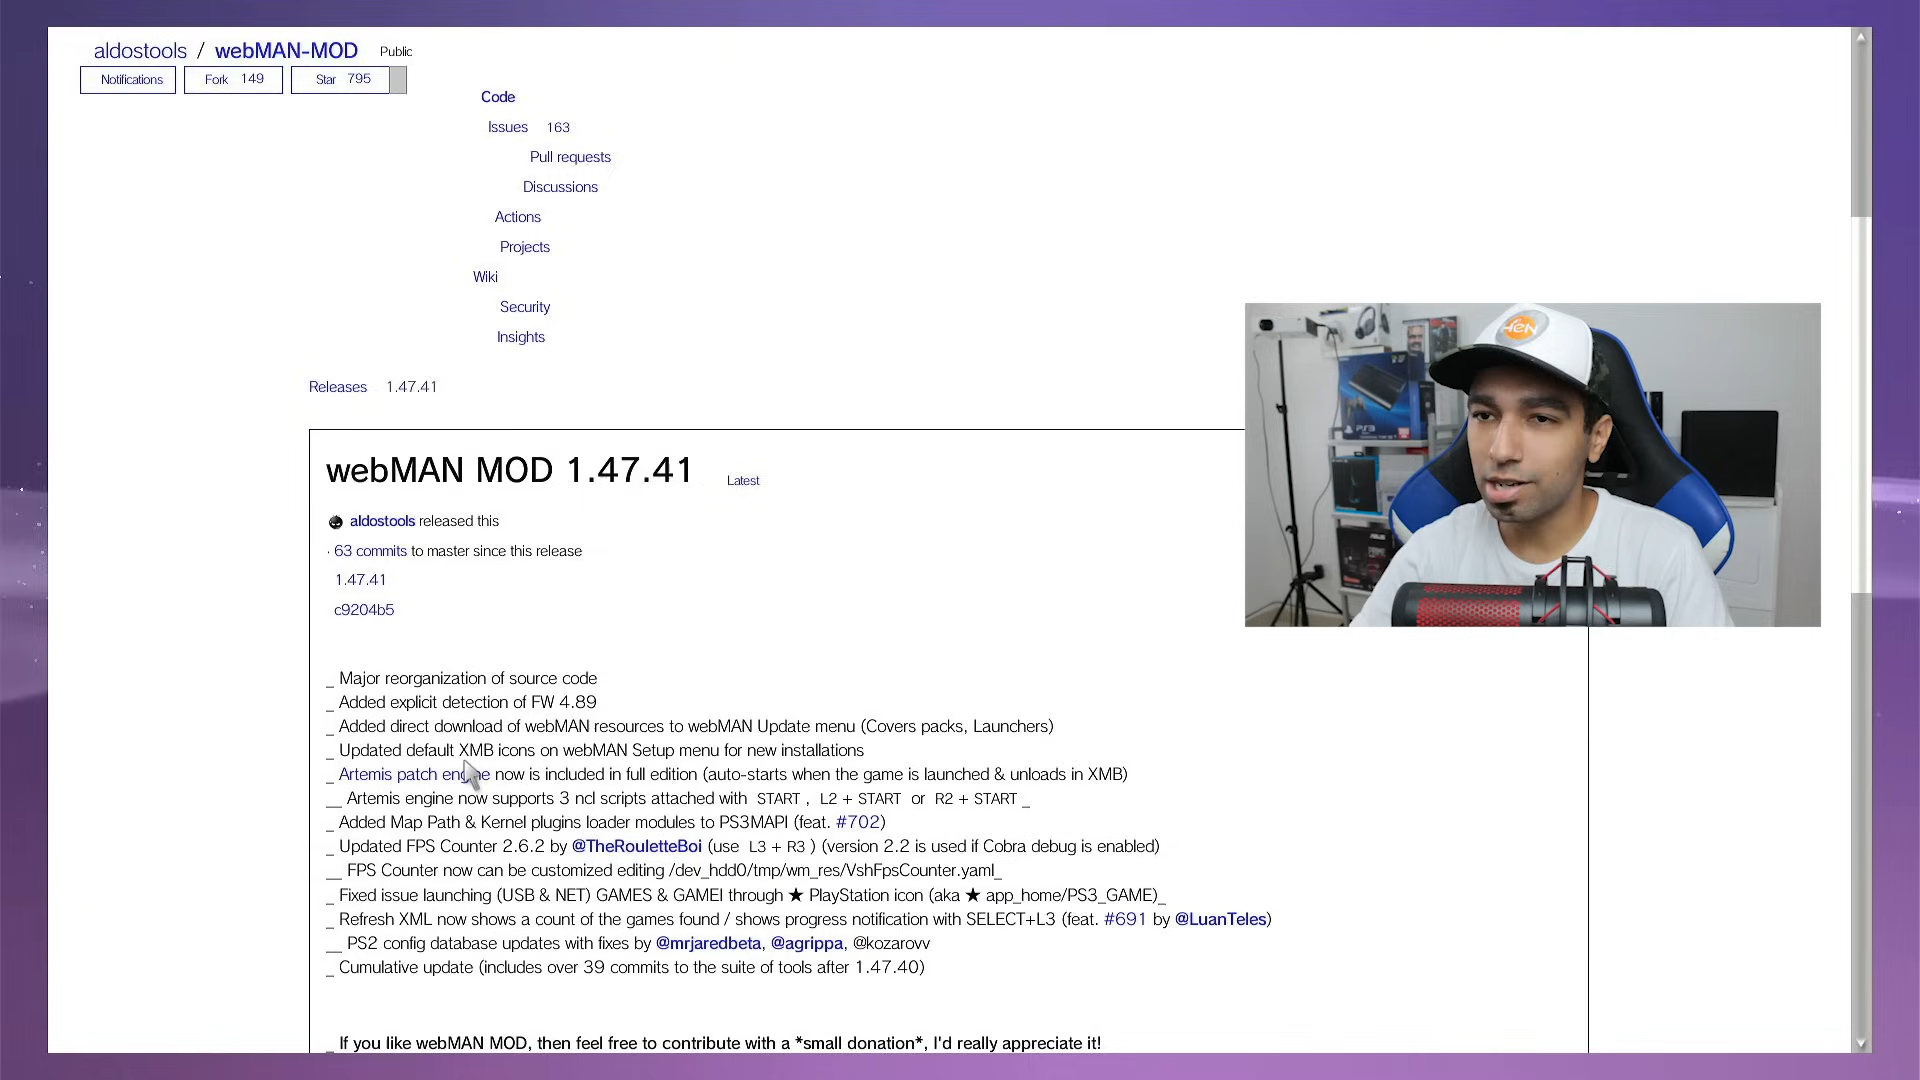 aldostools / webMAN-MOD Public
Notifications Fork 149 Star 795
Code
Issues 163
Pull requests
Discussions
Actions
Projects
Wiki
Security
Insights
Releases 1.47.41
webMAN MOD 1.47.41 Latest
aldostools released this
· 63 commits to master since this release
1.47.41
c9204b5
_ Major reorganization of source code
_ Added explicit detection of FW 4.89
_ Added direct download of webMAN resources to webMAN Update menu (Covers packs, Launchers)
_ Updated default XMB icons on webMAN Setup menu for new installations
_ Artemis patch engine now is included in full edition (auto-starts when the game is launched & unloads in XMB)
__ Artemis engine now supports 3 ncl scripts attached with START , L2 + START or R2 + START _
_ Added Map Path & Kernel plugins loader modules to PS3MAPI (feat. #702)
_ Updated FPS Counter 2.6.2 by @TheRouletteBoi (use L3 + R3 ) (version 2.2 is used if Cobra debug is enabled)
__ FPS Counter now can be customized editing /dev_hdd0/tmp/wm_res/VshFpsCounter.yaml_
_ Fixed issue launching (USB & NET) GAMES & GAMEI through ★ PlayStation icon (aka ★ app_home/PS3_GAME)_
_ Refresh XML now shows a count of the games found / shows progress notification with SELECT+L3 (feat. #691 by @LuanTeles)
__ PS2 config database updates with fixes by @mrjaredbeta, @agrippa, @kozarovv
_ Cumulative update (includes over 39 commits to the suite of tools after 1.47.40)
_ If you like webMAN MOD, then feel free to contribute with a *small donation*, I'd really appreciate it!
HEN
PS3